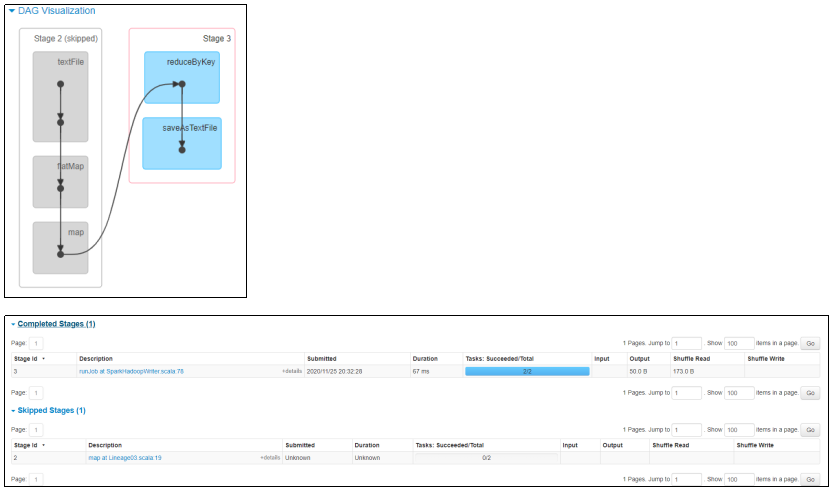 DAG Visualization
Stage 2 (skipped)
textFile
flatMap
map
Stage 3
reduceByKey
saveAsTextFile
Completed Stages (1)
Page: 1
1 Pages. Jump to 1 . Show 100 items in a page. Go
Stage Id Description Submitted Duration Tasks: Succeeded/Total Input Output Shuffle Read Shuffle Write
3 runJob at SparkHadoopWriter.scala:78 +details 2020/11/25 20:32:28 67 ms 2/2 50.0 B 173.0 B
Page: 1
1 Pages. Jump to 1 . Show 100 items in a page. Go
Skipped Stages (1)
Page: 1
1 Pages. Jump to 1 . Show 100 items in a page. Go
Stage Id Description Submitted Duration Tasks: Succeeded/Total Input Output Shuffle Read Shuffle Write
2 map at Lineage03.scala:19 +details Unknown Unknown 0/2
Page: 1
1 Pages. Jump to 1 . Show 100 items in a page. Go